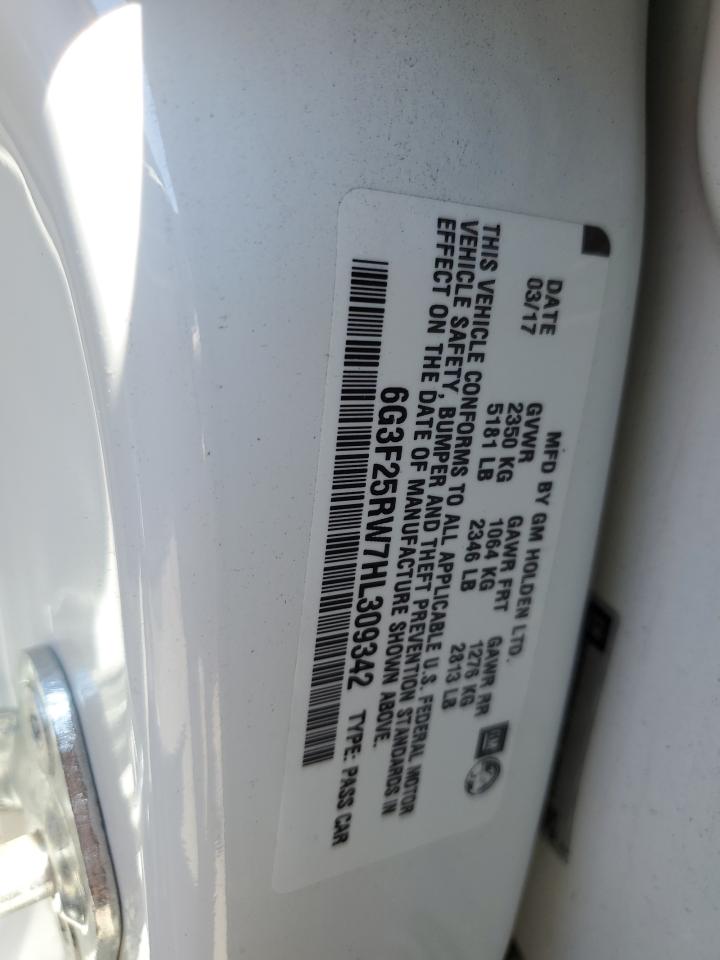 MFD BY GM HOLDEN LTD.
DATE GVWR GAWR FRT GAWR RR
03/17 2350 KG 1064 KG 1276 KG
5181 LB 2346 LB 2813 LB
GM
THIS VEHICLE CONFORMS TO ALL APPLICABLE U.S. FEDERAL MOTOR
VEHICLE SAFETY, BUMPER AND THEFT PREVENTION STANDARDS IN
EFFECT ON THE DATE OF MANUFACTURE SHOWN ABOVE.
6G3F25RW7HL309342 TYPE: PASS CAR